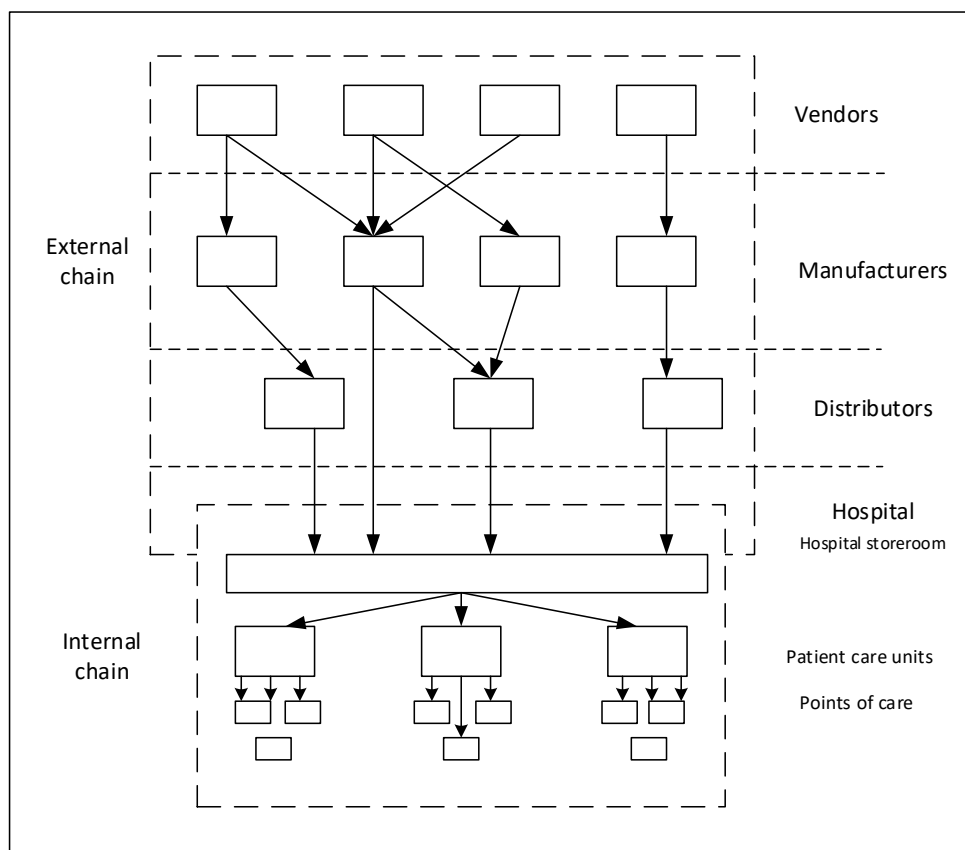 Vendors
External
chain
Manufacturers
Distributors
Hospital
Hospital storeroom
Internal
chain
Patient care units
Points of care